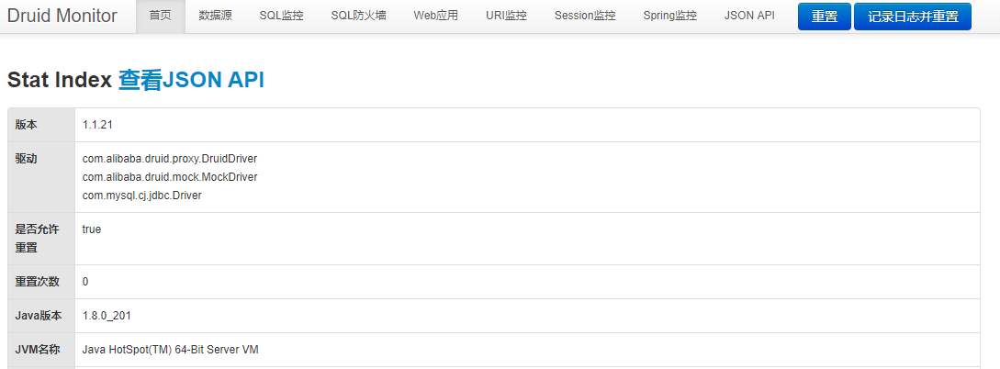 Druid Monitor 首页 数据源 SQL监控 SQL防火墙 Web应用 URI监控 Session监控 Spring监控 JSON API 重置 记录日志并重置
Stat Index 查看JSON API
版本 1.1.21
驱动 com.alibaba.druid.proxy.DruidDriver
com.alibaba.druid.mock.MockDriver
com.mysql.cj.jdbc.Driver
是否允许 true
重置
重置次数 0
Java版本 1.8.0_201
JVM名称 Java HotSpot(TM) 64-Bit Server VM